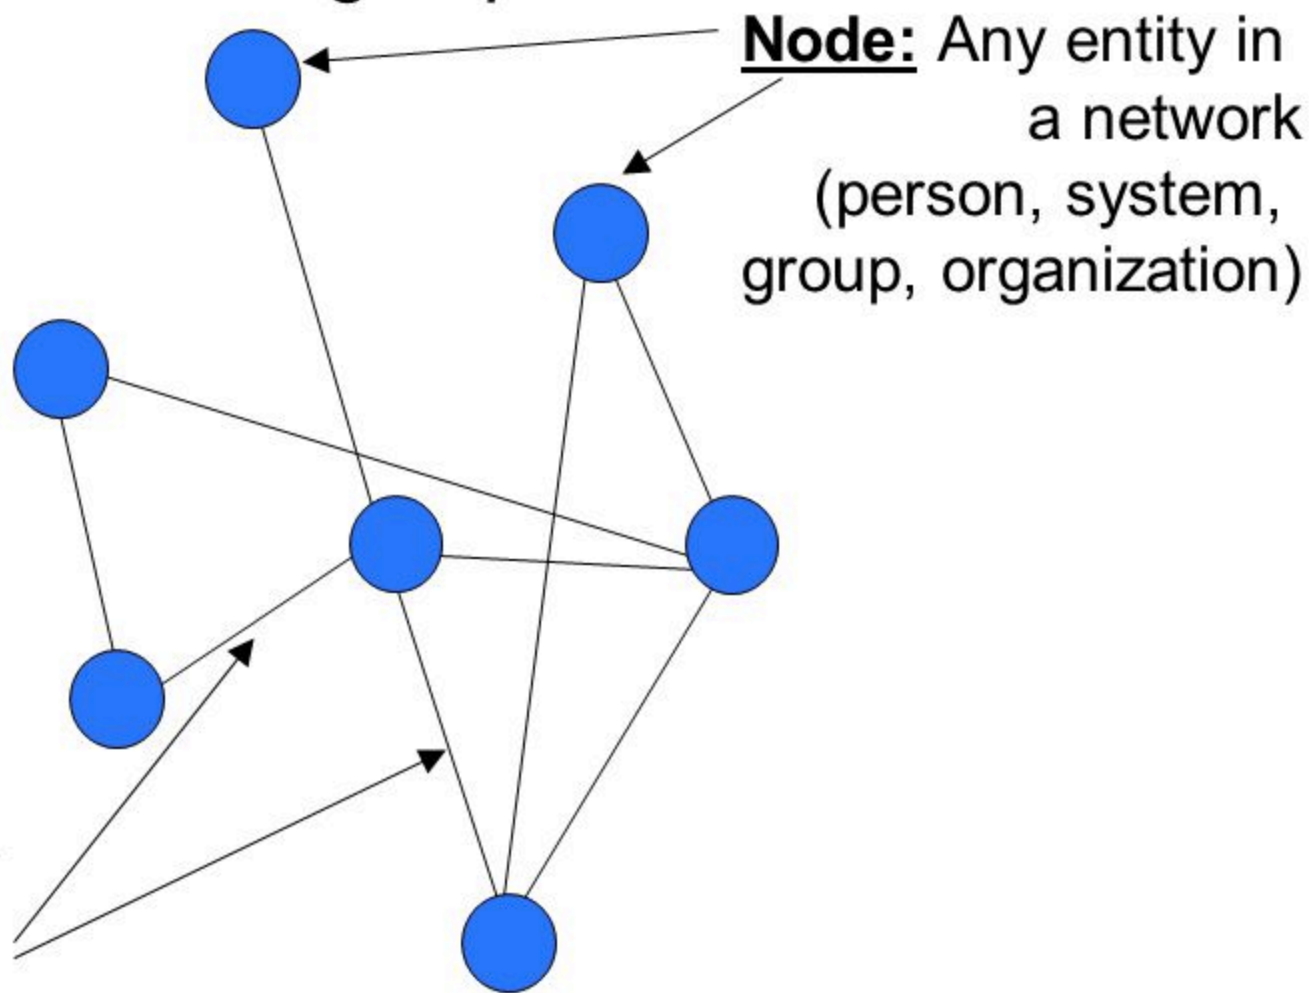 Node: Any entity in
a network
(person, system,
group, organization)